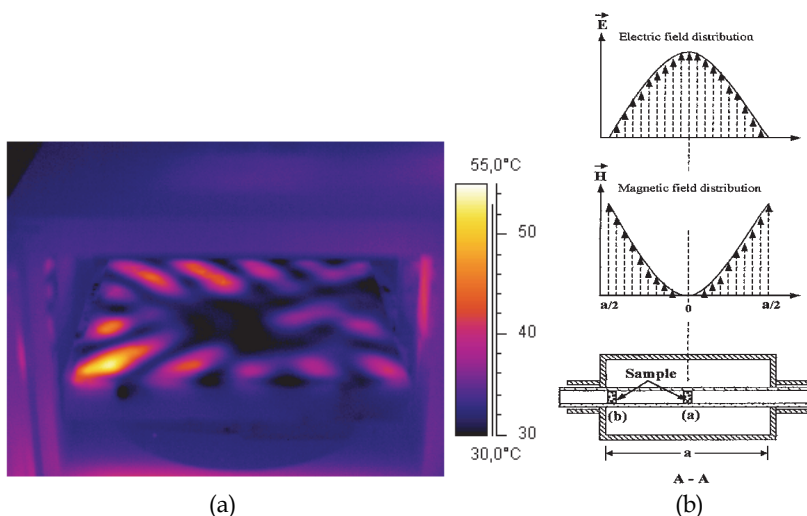 55,0°C
50
40
30
30,0°C
(a)
E
Electric field distribution
H
Magnetic field distribution
a/2
0
a/2
Sample
(b)
(a)
a
A - A
(b)